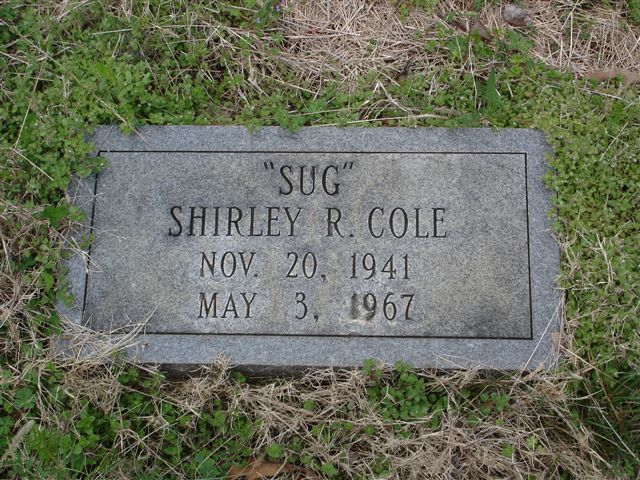 "SUG"
SHIRLEY R. COLE
NOV. 20, 1941
MAY 3, 1967